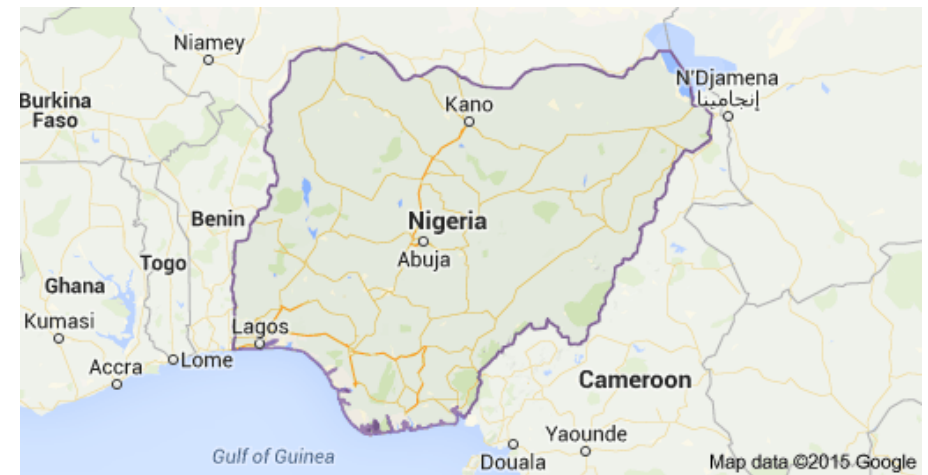 Niamey
N'Djamena
إنجامينا
Burkina
Faso
Kano
Benin
Nigeria
Abuja
Togo
Ghana
Kumasi
Lagos
Accra
Lome
Cameroon
Yaounde
Gulf of Guinea
Douala
Map data ©2015 Google